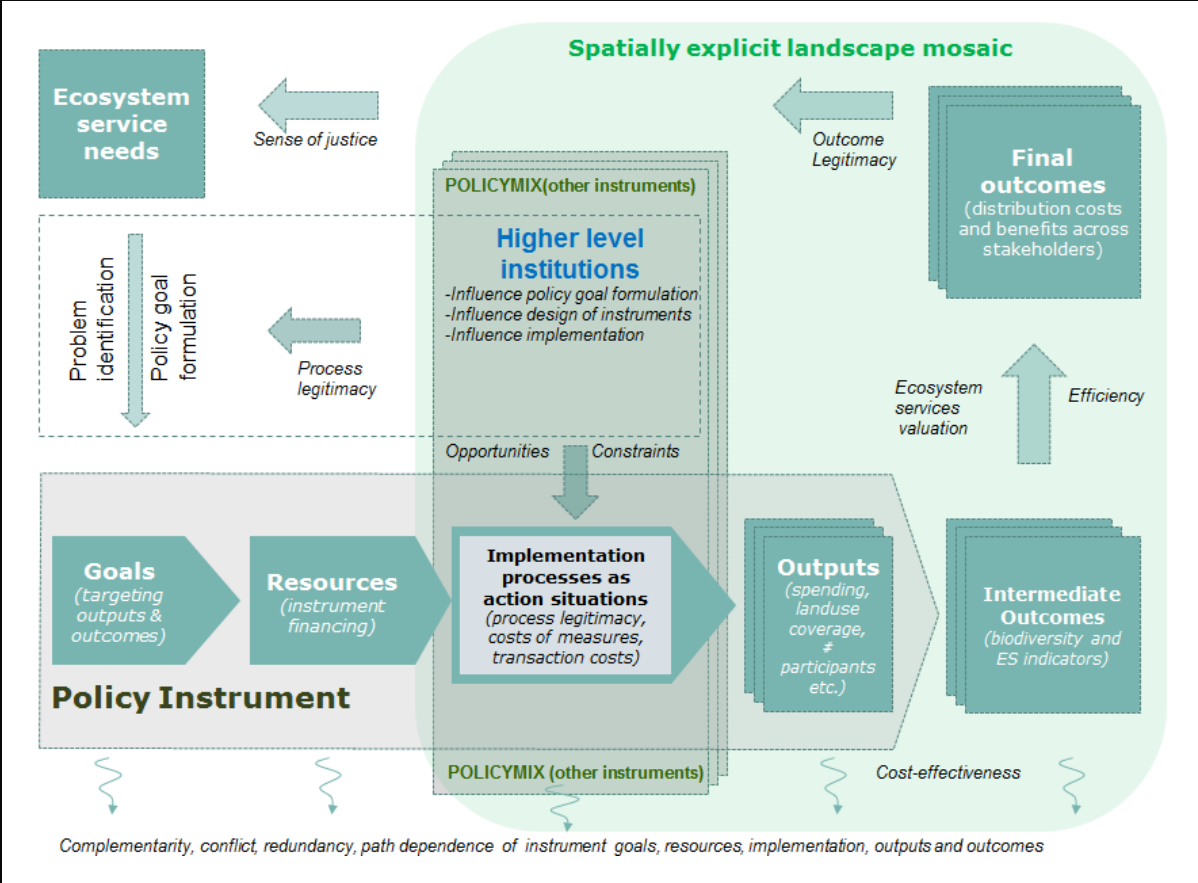 Spatially explicit landscape mosaic
Ecosystem
service
needs
Sense of justice
Outcome
Legitimacy
Final
outcomes
(distribution costs
and benefits across
stakeholders)
POLICYMIX(other instruments)
Higher level
institutions
-Influence policy goal formulation
-Influence design of instruments
-Influence implementation
Problem
identification
Policy goal
formulation
Process
legitimacy
Ecosystem
services
valuation
Efficiency
Opportunities
Constraints
Goals
(targeting
outputs &
outcomes)
Resources
(instrument
financing)
Implementation
processes as
action situations
(process legitimacy,
costs of measures,
transaction costs)
Outputs
(spending,
landuse
coverage,
#
participants
etc.)
Intermediate
Outcomes
(biodiversity and
ES indicators)
Policy Instrument
POLICYMIX (other instruments)
Cost-effectiveness
Complementarity, conflict, redundancy, path dependence of instrument goals, resources, implementation, outputs and outcomes